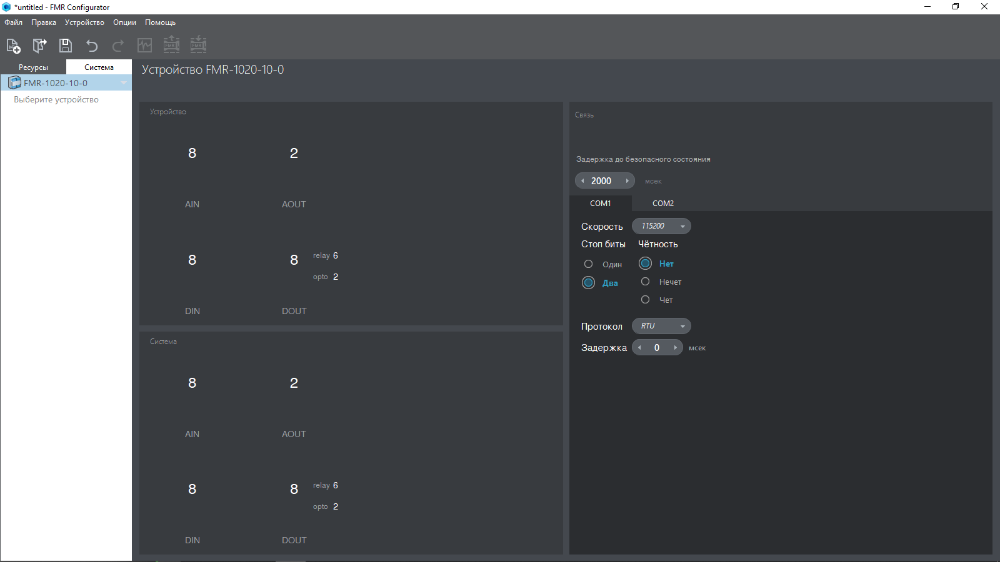 *untitled - FMR Configurator
Файл Правка Устройство Опции Помощь
Ресурсы Система
FMR-1020-10-0
Выберите устройство
Устройство FMR-1020-10-0
Устройство
8 2
AIN AOUT
8 8 relay 6
opto 2
DIN DOUT
Система
8 2
AIN AOUT
8 8 relay 6
opto 2
DIN DOUT
Связь
Задержка до безопасного состояния
2000 мсек
COM1 COM2
Скорость 115200
Стоп биты Чётность
Один Нет
Два Нечет
Чет
Протокол RTU
Задержка 0 мсек